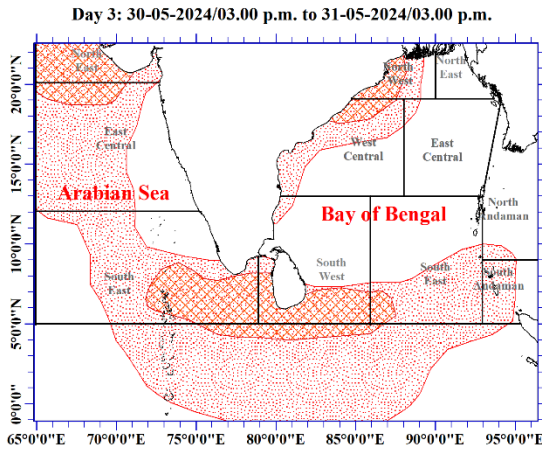 Day 3: 30-05-2024/03.00 p.m. to 31-05-2024/03.00 p.m.
South
East
North
West
North
East
20°0'0"N
East
Central
West
Central
East
Central
15°0'0"N
Arabian Sea
Bay of Bengal
North
Andaman
10°0'0"N
South
East
South
West
South
East
South
Andaman
5°0'0"N
0°0'0"
65°0'0"E 70°0'0"E 75°0'0"E 80°0'0"E 85°0'0"E 90°0'0"E 95°0'0"E